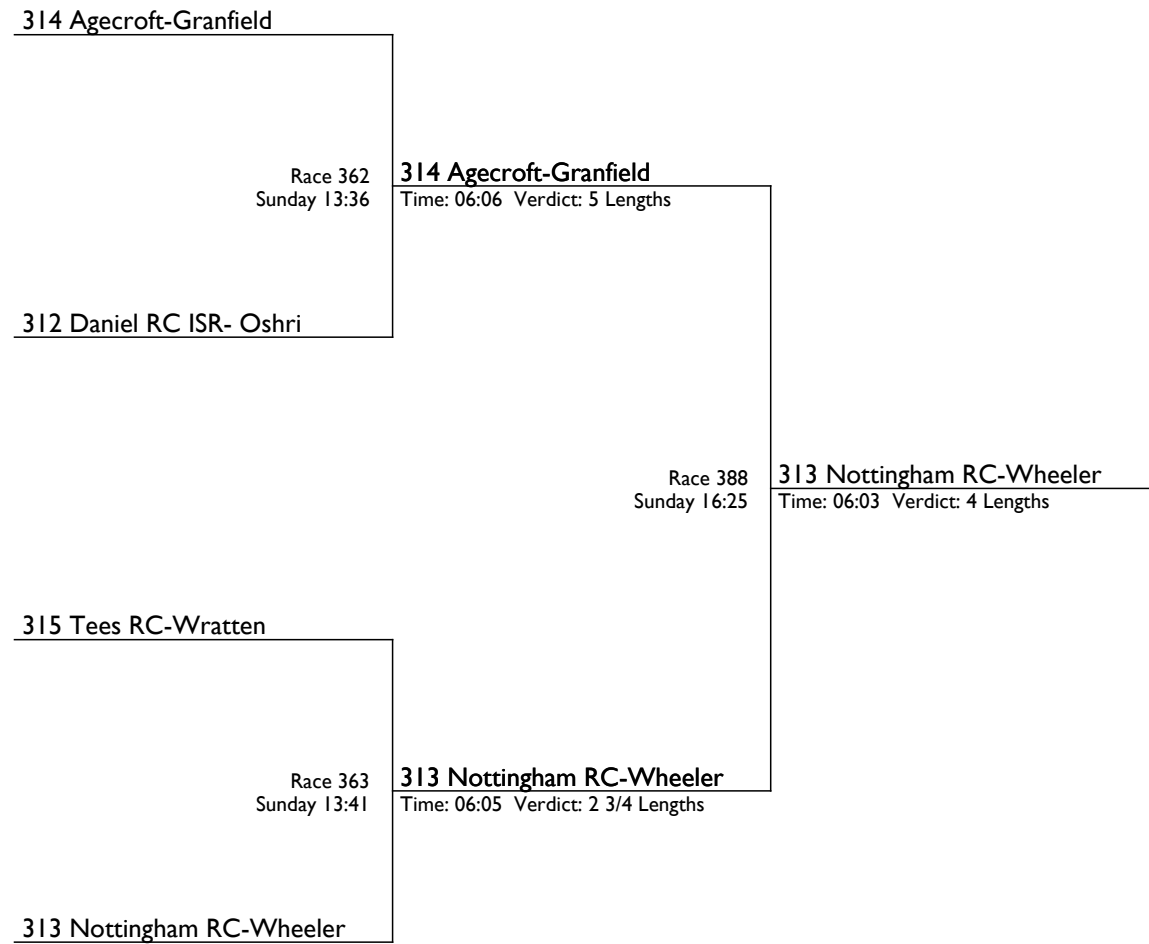 314 Agecroft-Granfield
Race 362
Sunday 13:36
314 Agecroft-Granfield
Time: 06:06 Verdict: 5 Lengths
312 Daniel RC ISR- Oshri
Race 388
Sunday 16:25
313 Nottingham RC-Wheeler
Time: 06:03 Verdict: 4 Lengths
315 Tees RC-Wratten
Race 363
Sunday 13:41
313 Nottingham RC-Wheeler
Time: 06:05 Verdict: 2 3/4 Lengths
313 Nottingham RC-Wheeler